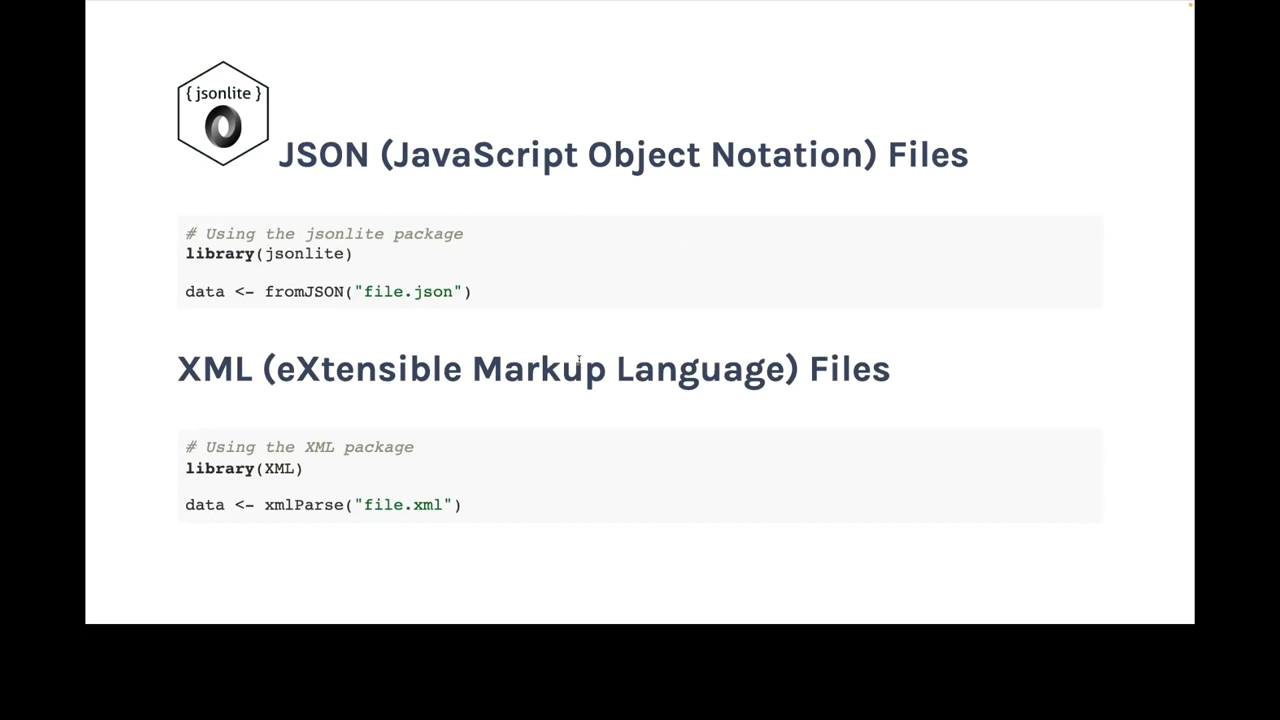 { jsonlite }
JSON (JavaScript Object Notation) Files
# Using the jsonlite package
library(jsonlite)
data <- fromJSON("file.json")
XML (eXtensible Markup Language) Files
# Using the XML package
library(XML)
data <- xmlParse("file.xml")